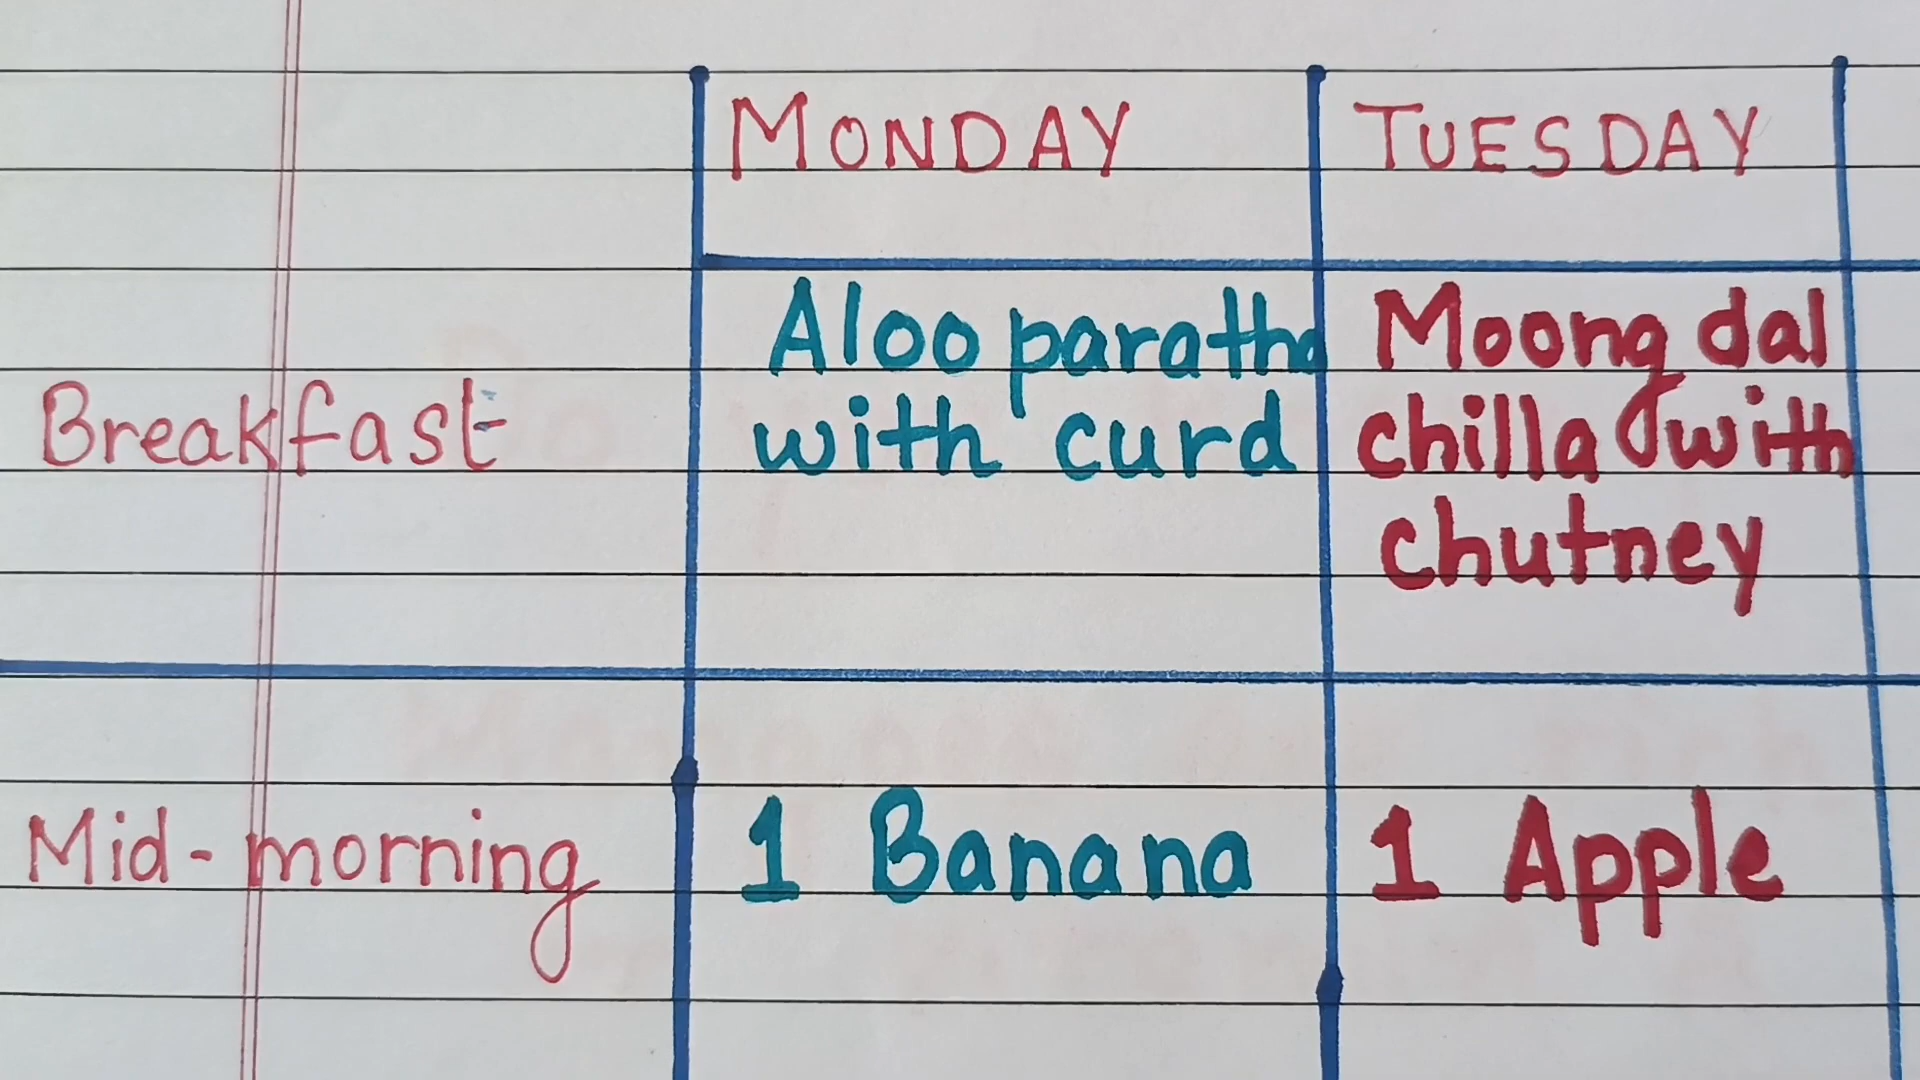 MONDAY TUESDAY
Aloo paratha Moong dal
Breakfast with curd chilla with
chutney
Mid-morning 1 Banana 1 Apple